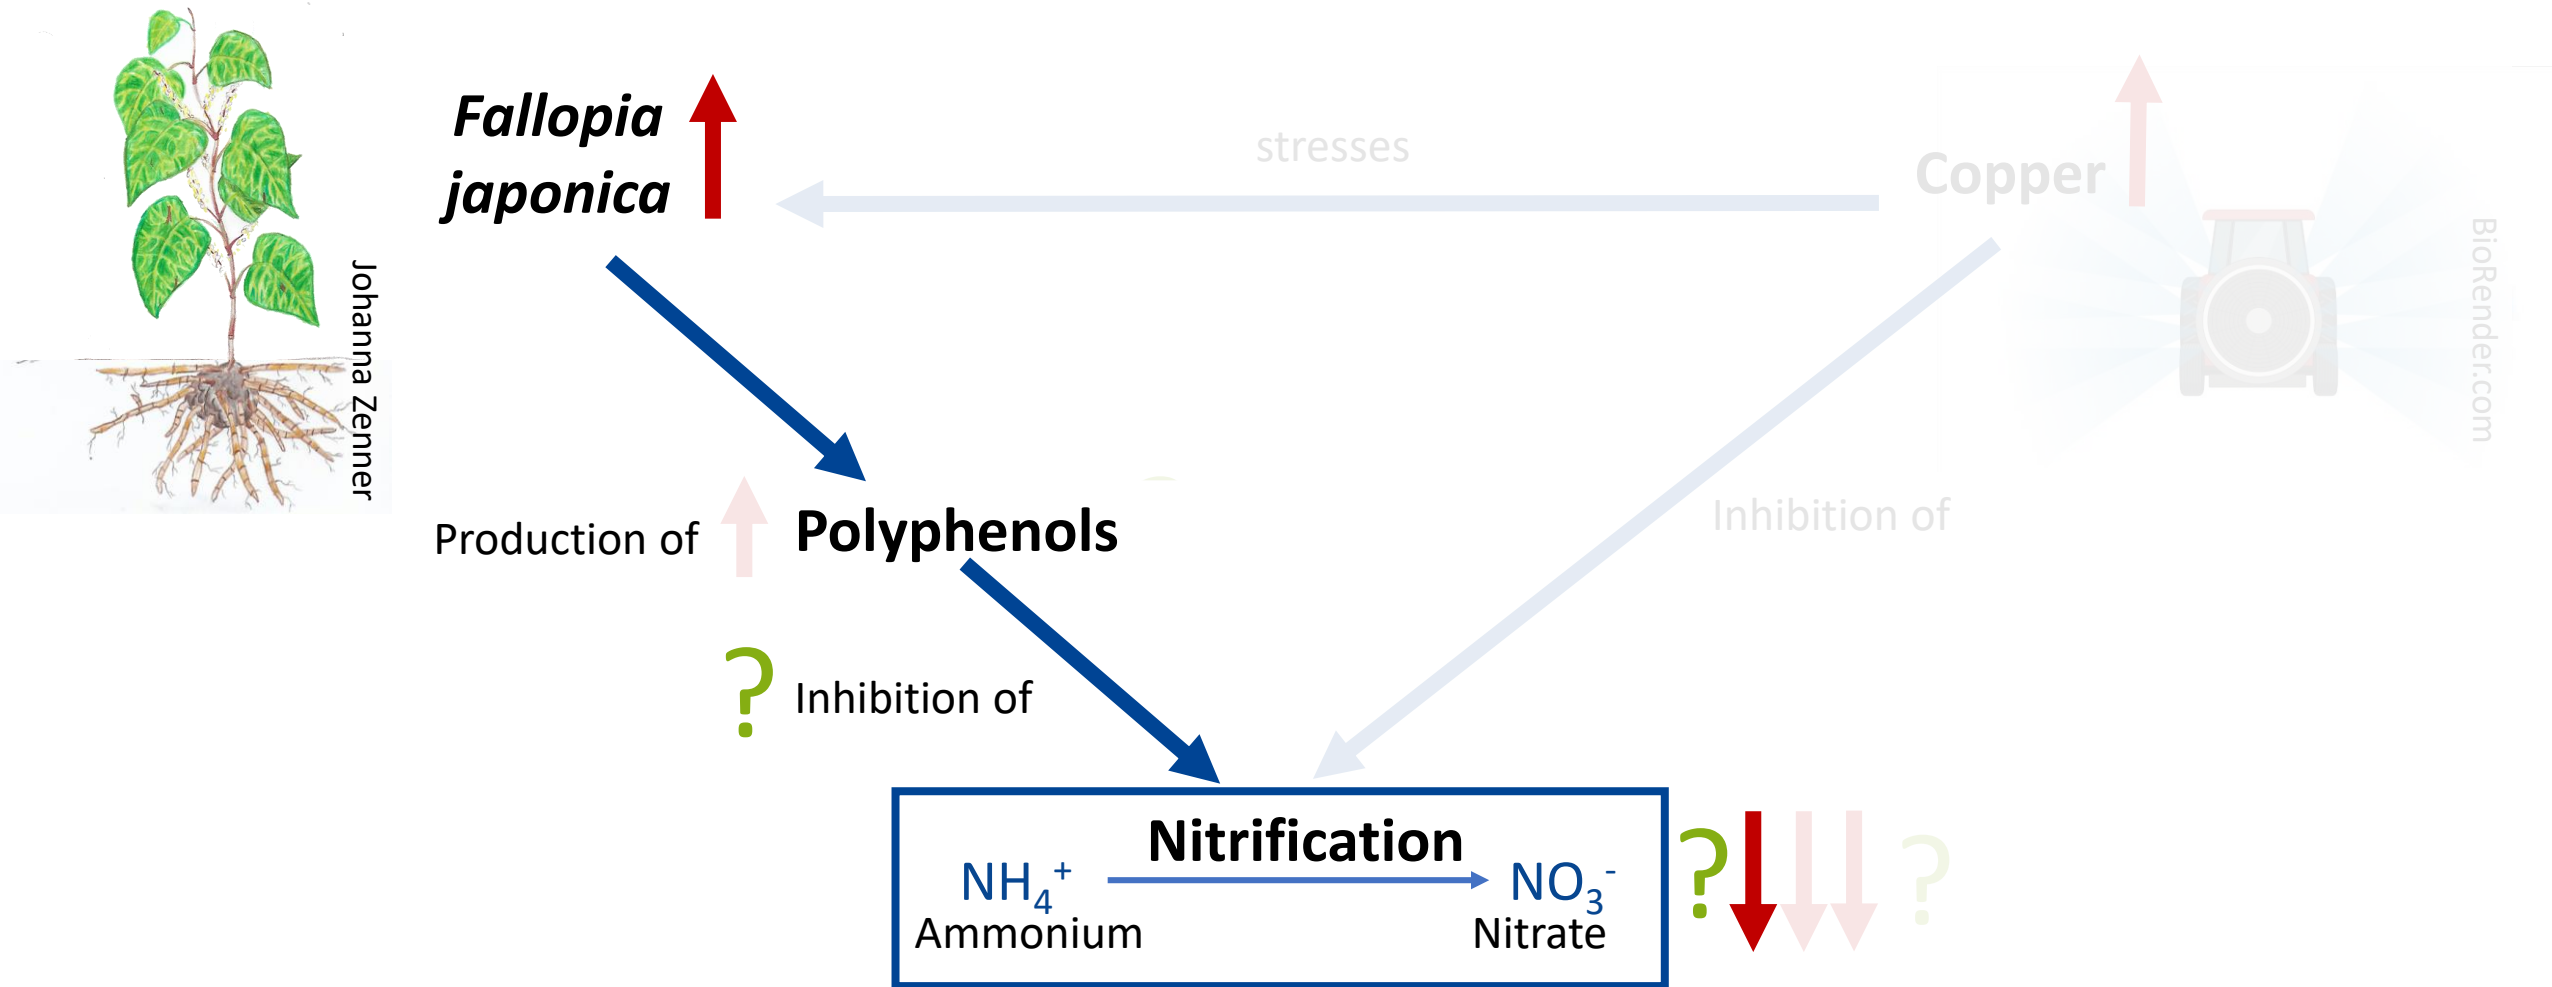 Fallopia
japonica
stresses
Copper
BioRender.com
Johanna Zenner
Production of
Polyphenols
Inhibition of
? Inhibition of
Nitrification
NH₄⁺
NO₃⁻
Ammonium
Nitrate
?
?